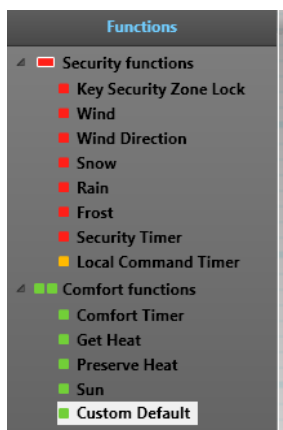 Functions
Security functions
Key Security Zone Lock
Wind
Wind Direction
Snow
Rain
Frost
Security Timer
Local Command Timer
Comfort functions
Comfort Timer
Get Heat
Preserve Heat
Sun
Custom Default